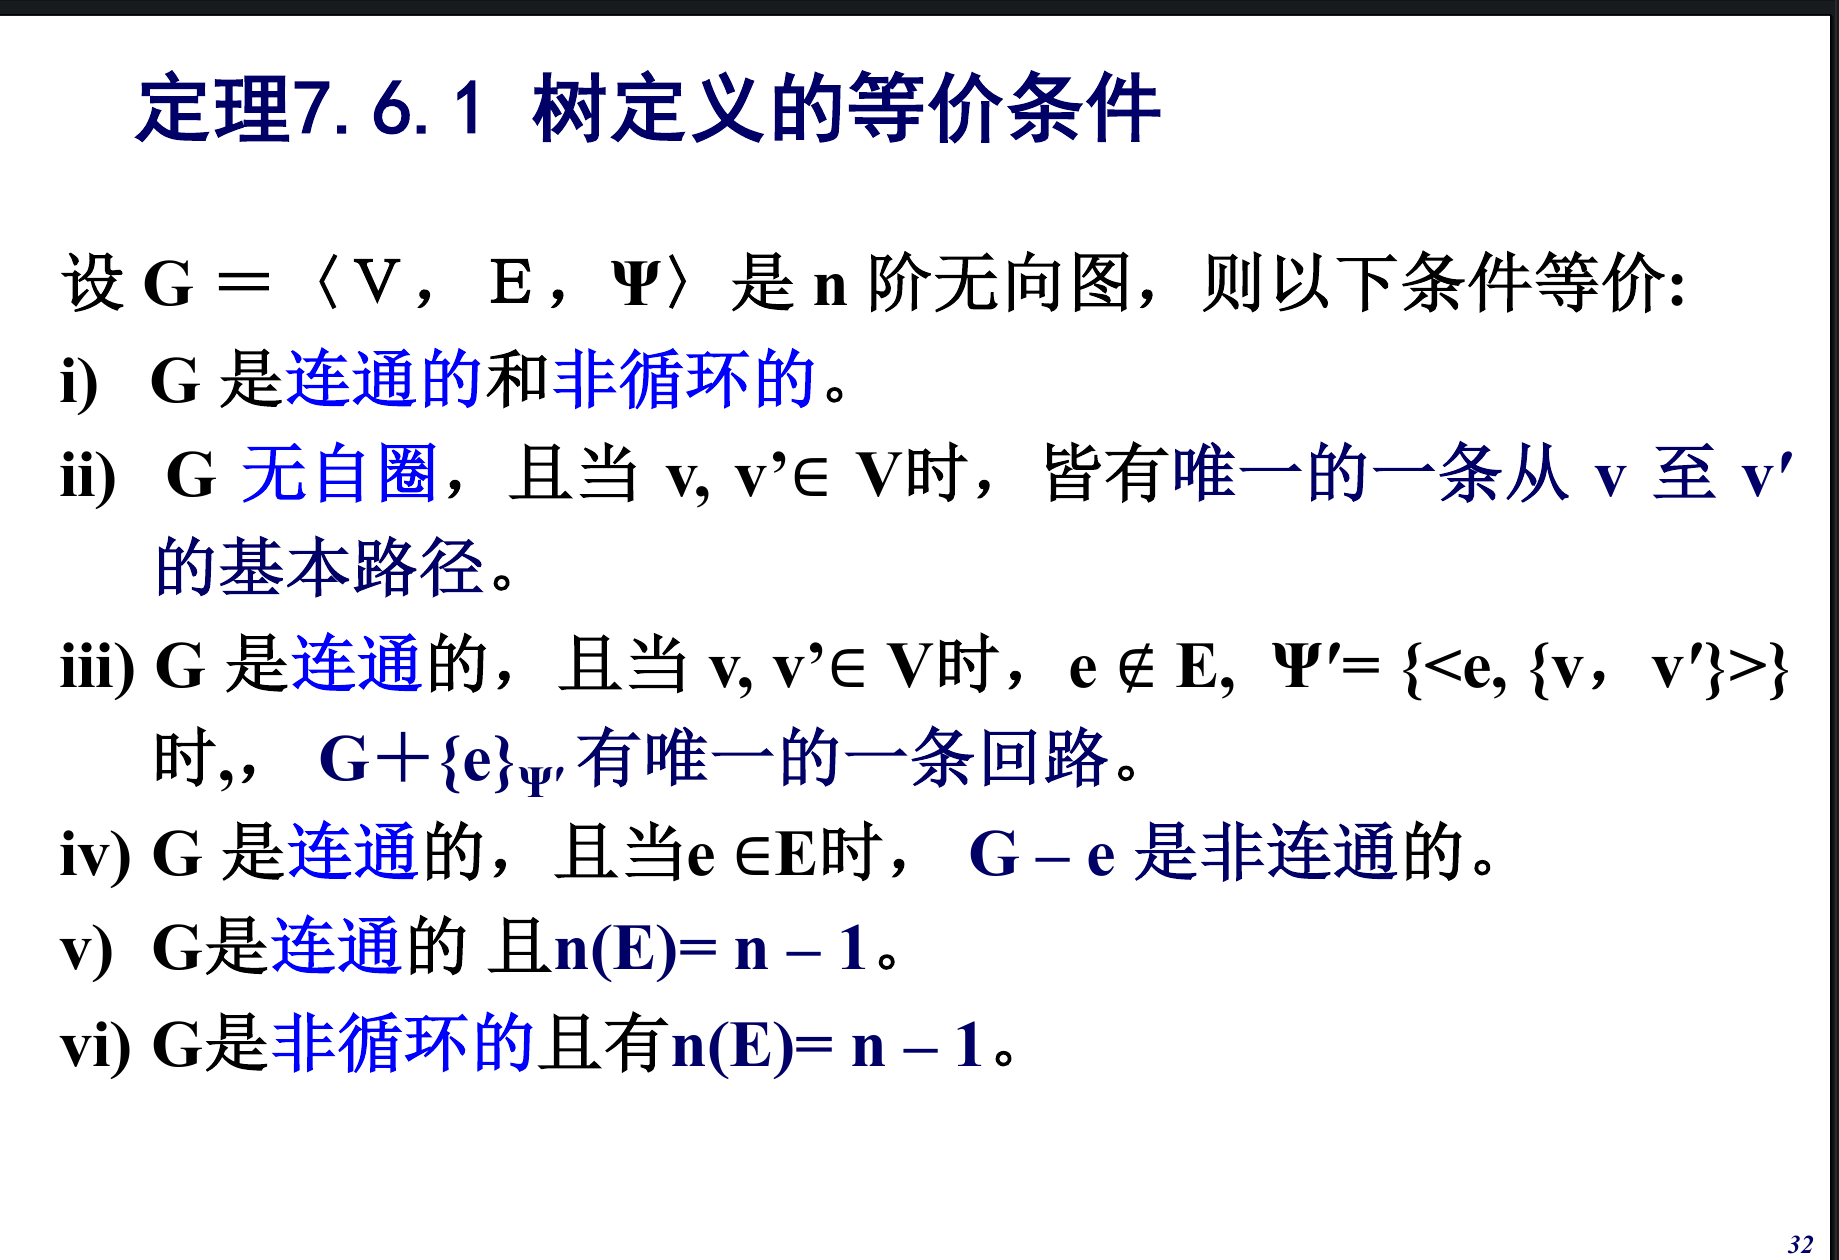 定理7.6.1 树定义的等价条件
设 G =〈V, E, Ψ〉是 n 阶无向图，则以下条件等价:
i) G 是连通的和非循环的。
ii) G 无自圈，且当 v, v’∈ V时，皆有唯一的一条从 v 至 v′
的基本路径。
iii) G 是连通的，且当 v, v’∈ V时，e ∉ E, Ψ′= {<e, {v，v′}>}
时,， G＋{e}Ψ′ 有唯一的一条回路。
iv) G 是连通的，且当e ∈E时， G – e 是非连通的。
v) G是连通的 且n(E)= n – 1。
vi) G是非循环的且有n(E)= n – 1。
32